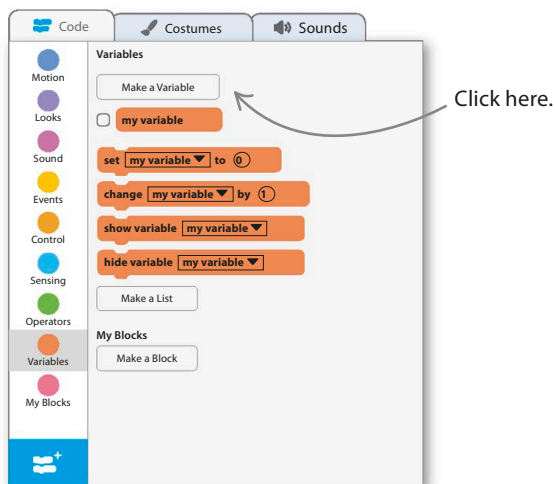 Code
Costumes
Sounds
Motion
Looks
Sound
Events
Control
Sensing
Operators
Variables
My Blocks
Variables
Make a Variable
my variable
set my variable to 0
change my variable by 1
show variable my variable
hide variable my variable
Make a List
My Blocks
Make a Block
Click here.